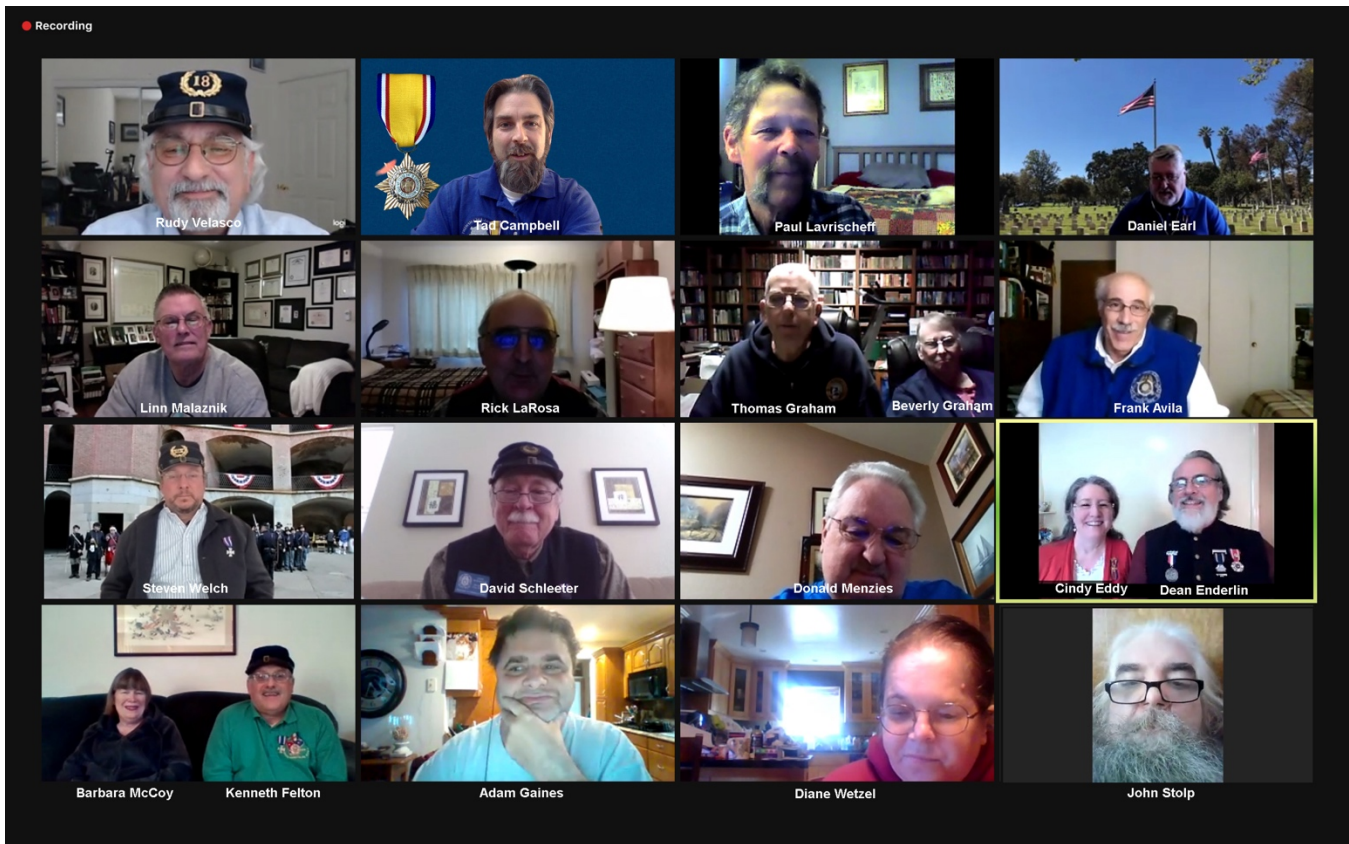 Recording
18
Rudy Velasco
logi
Tad Campbell
Paul Lavrischeff
Daniel Earl
Linn Malaznik
Rick LaRosa
Thomas Graham
Beverly Graham
Frank Avila
Steven Welch
David Schleeter
Donald Menzies
Cindy Eddy
Dean Enderlin
Barbara McCoy
Kenneth Felton
Adam Gaines
Diane Wetzel
John Stolp